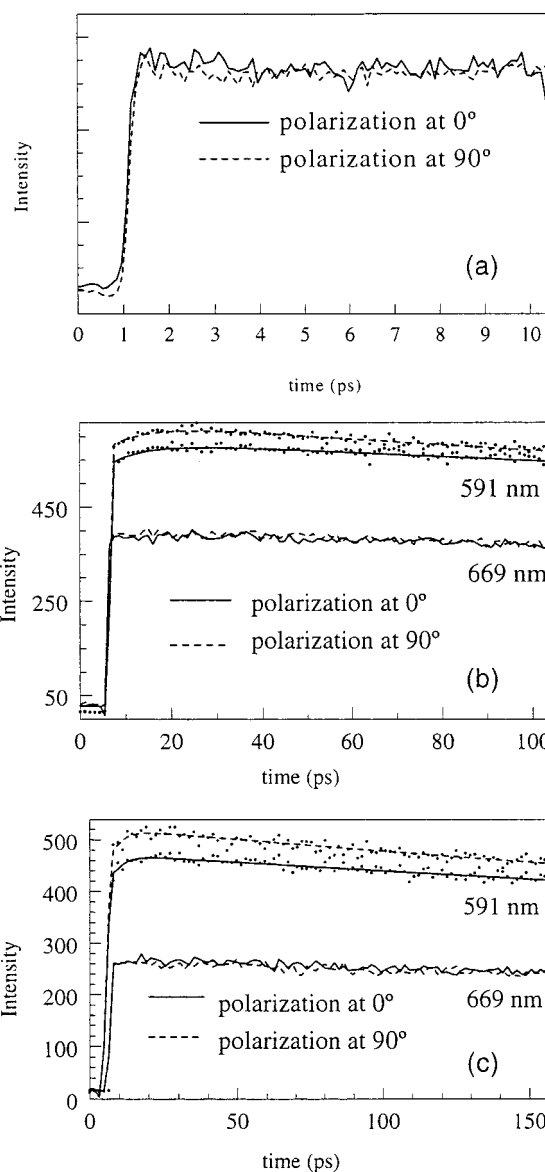 Intensity
polarization at 0°
polarization at 90°
(a)
0 1 2 3 4 5 6 7 8 9 10
time (ps)
450
250
50
Intensity
591 nm
669 nm
polarization at 0°
polarization at 90°
(b)
0 20 40 60 80 100
time (ps)
500
400
300
200
100
0
Intensity
591 nm
669 nm
polarization at 0°
polarization at 90°
(c)
0 50 100 150
time (ps)